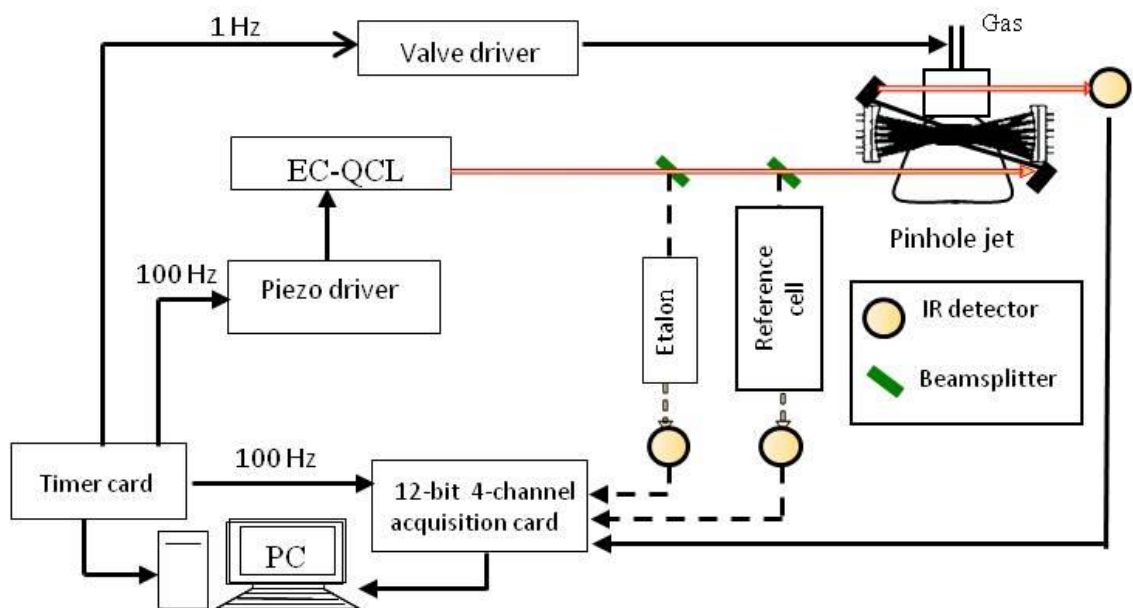 1 Hz
Valve driver
Gas
EC-QCL
Pinhole jet
100 Hz
Piezo driver
Etalon
Reference
cell
IR detector
Beamsplitter
Timer card
100 Hz
12-bit 4-channel
acquisition card
PC